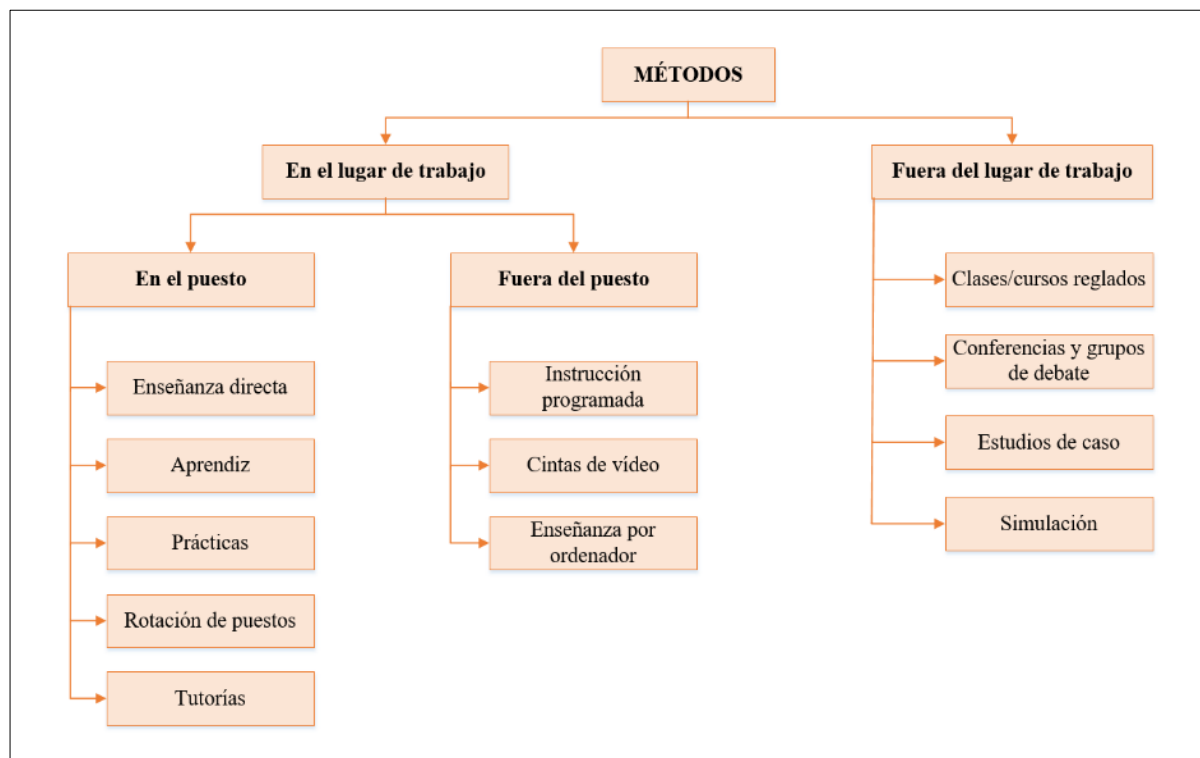 MÉTODOS
En el lugar de trabajo
Fuera del lugar de trabajo
En el puesto
Fuera del puesto
Enseñanza directa
Aprendiz
Prácticas
Rotación de puestos
Tutorías
Instrucción
programada
Cintas de vídeo
Enseñanza por
ordenador
Clases/cursos reglados
Conferencias y grupos
de debate
Estudios de caso
Simulación